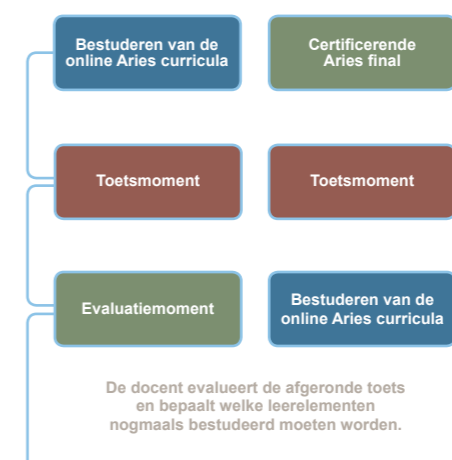 Bestuderen van de
online Aries curricula
Certificerende
Aries final
Toetsmoment
Toetsmoment
Evaluatiemoment
Bestuderen van de
online Aries curricula
De docent evalueert de afgeronde toets
en bepaalt welke leerelementen
nogmaals bestudeerd moeten worden.